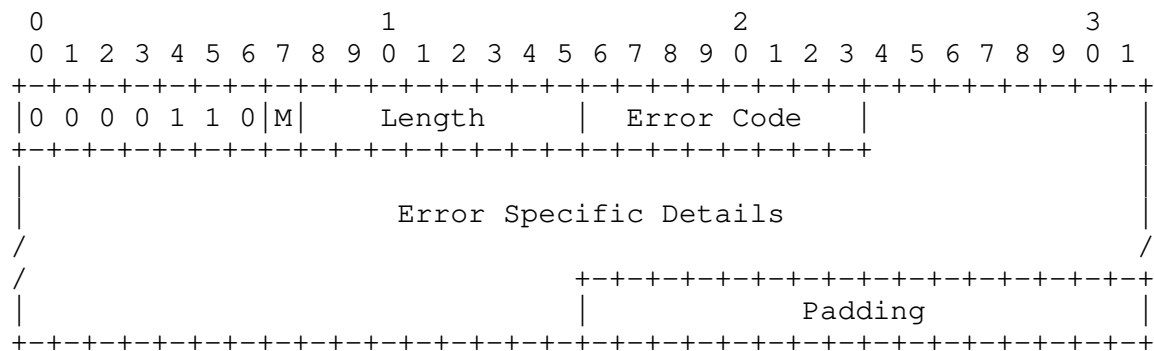 0                   1                   2                   3
 0 1 2 3 4 5 6 7 8 9 0 1 2 3 4 5 6 7 8 9 0 1 2 3 4 5 6 7 8 9 0 1
+-+-+-+-+-+-+-+-+-+-+-+-+-+-+-+-+-+-+-+-+-+-+-+-+-+-+-+-+-+-+-+-+
|0 0 0 0 1 1 0|M|    Length     |  Error Code   |               |
+-+-+-+-+-+-+-+-+-+-+-+-+-+-+-+-+-+-+-+-+-+-+-+-+               |
|                                                               |
|                     Error Specific Details                    |
/                                                               /
/                               +-+-+-+-+-+-+-+-+-+-+-+-+-+-+-+-+
|                               |            Padding            |
+-+-+-+-+-+-+-+-+-+-+-+-+-+-+-+-+-+-+-+-+-+-+-+-+-+-+-+-+-+-+-+-+